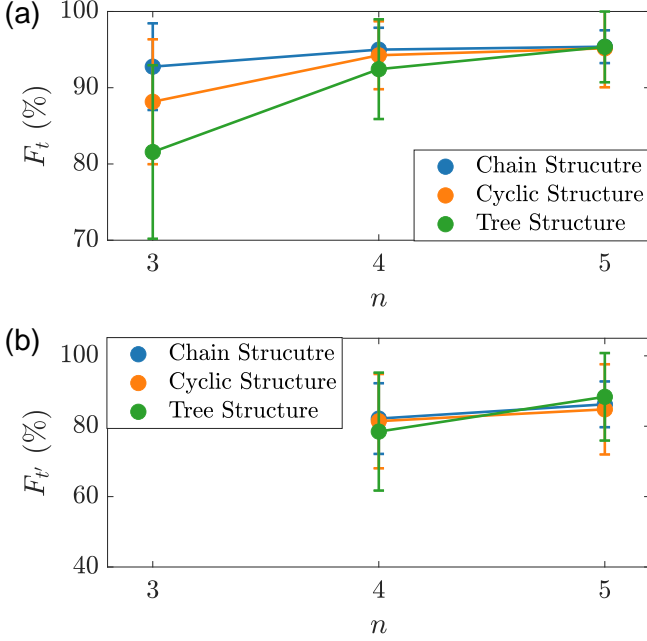 (a)
100
90
80
70
F_t (%)
Chain Strucutre
Cyclic Structure
Tree Structure
3 4 5
n
(b)
100
80
60
40
F_{t'} (%)
Chain Strucutre
Cyclic Structure
Tree Structure
3 4 5
n